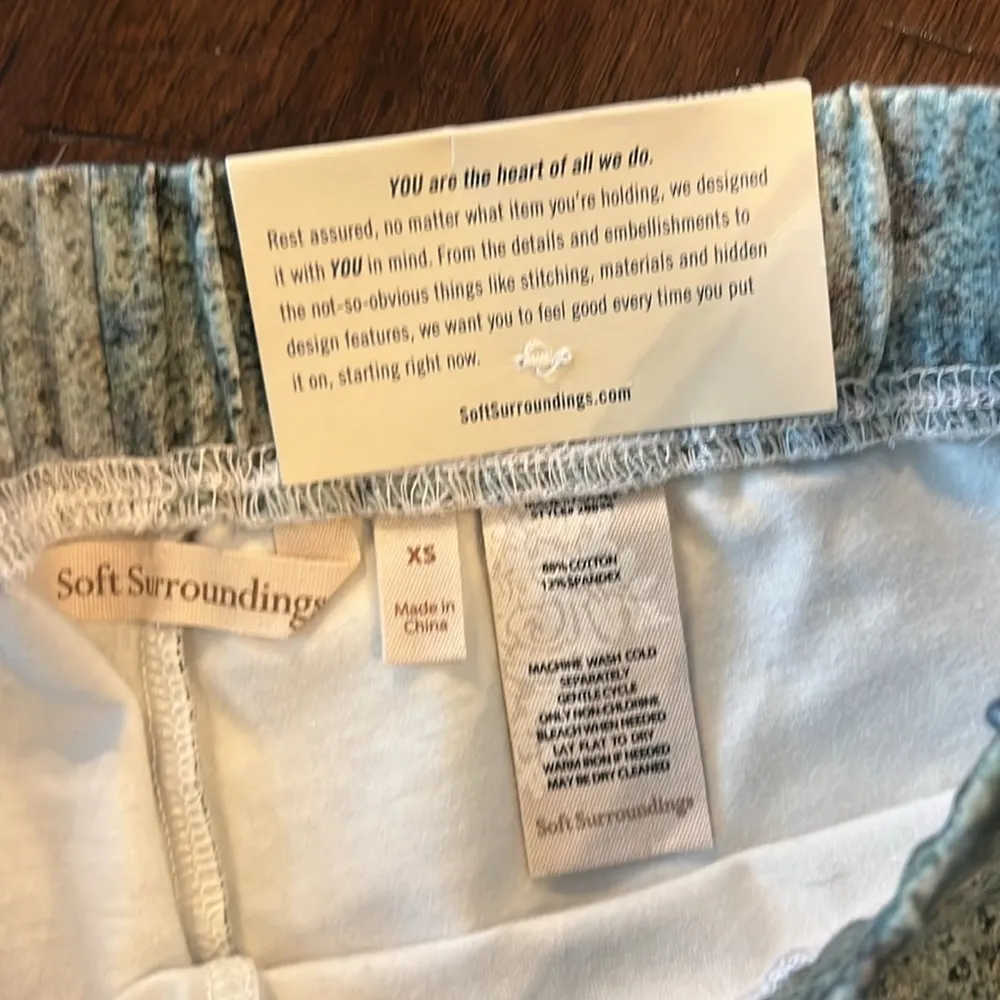 YOU are the heart of all we do.
Rest assured, no matter what item you're holding, we designed
it with YOU in mind. From the details and embellishments to
the not-so-obvious things like stitching, materials and hidden
design features, we want you to feel good every time you put
it on, starting right now.
SoftSurroundings.com
Soft Surroundings
XS
Made in
China
88% COTTON
12% SPANDEX
MACHINE WASH COLD
SEPARATELY
GENTLE CYCLE
ONLY NON-CHLORINE
BLEACH WHEN NEEDED
LAY FLAT TO DRY
WARM IRON IF NEEDED
MAY BE DRY CLEANED
Soft Surroundings